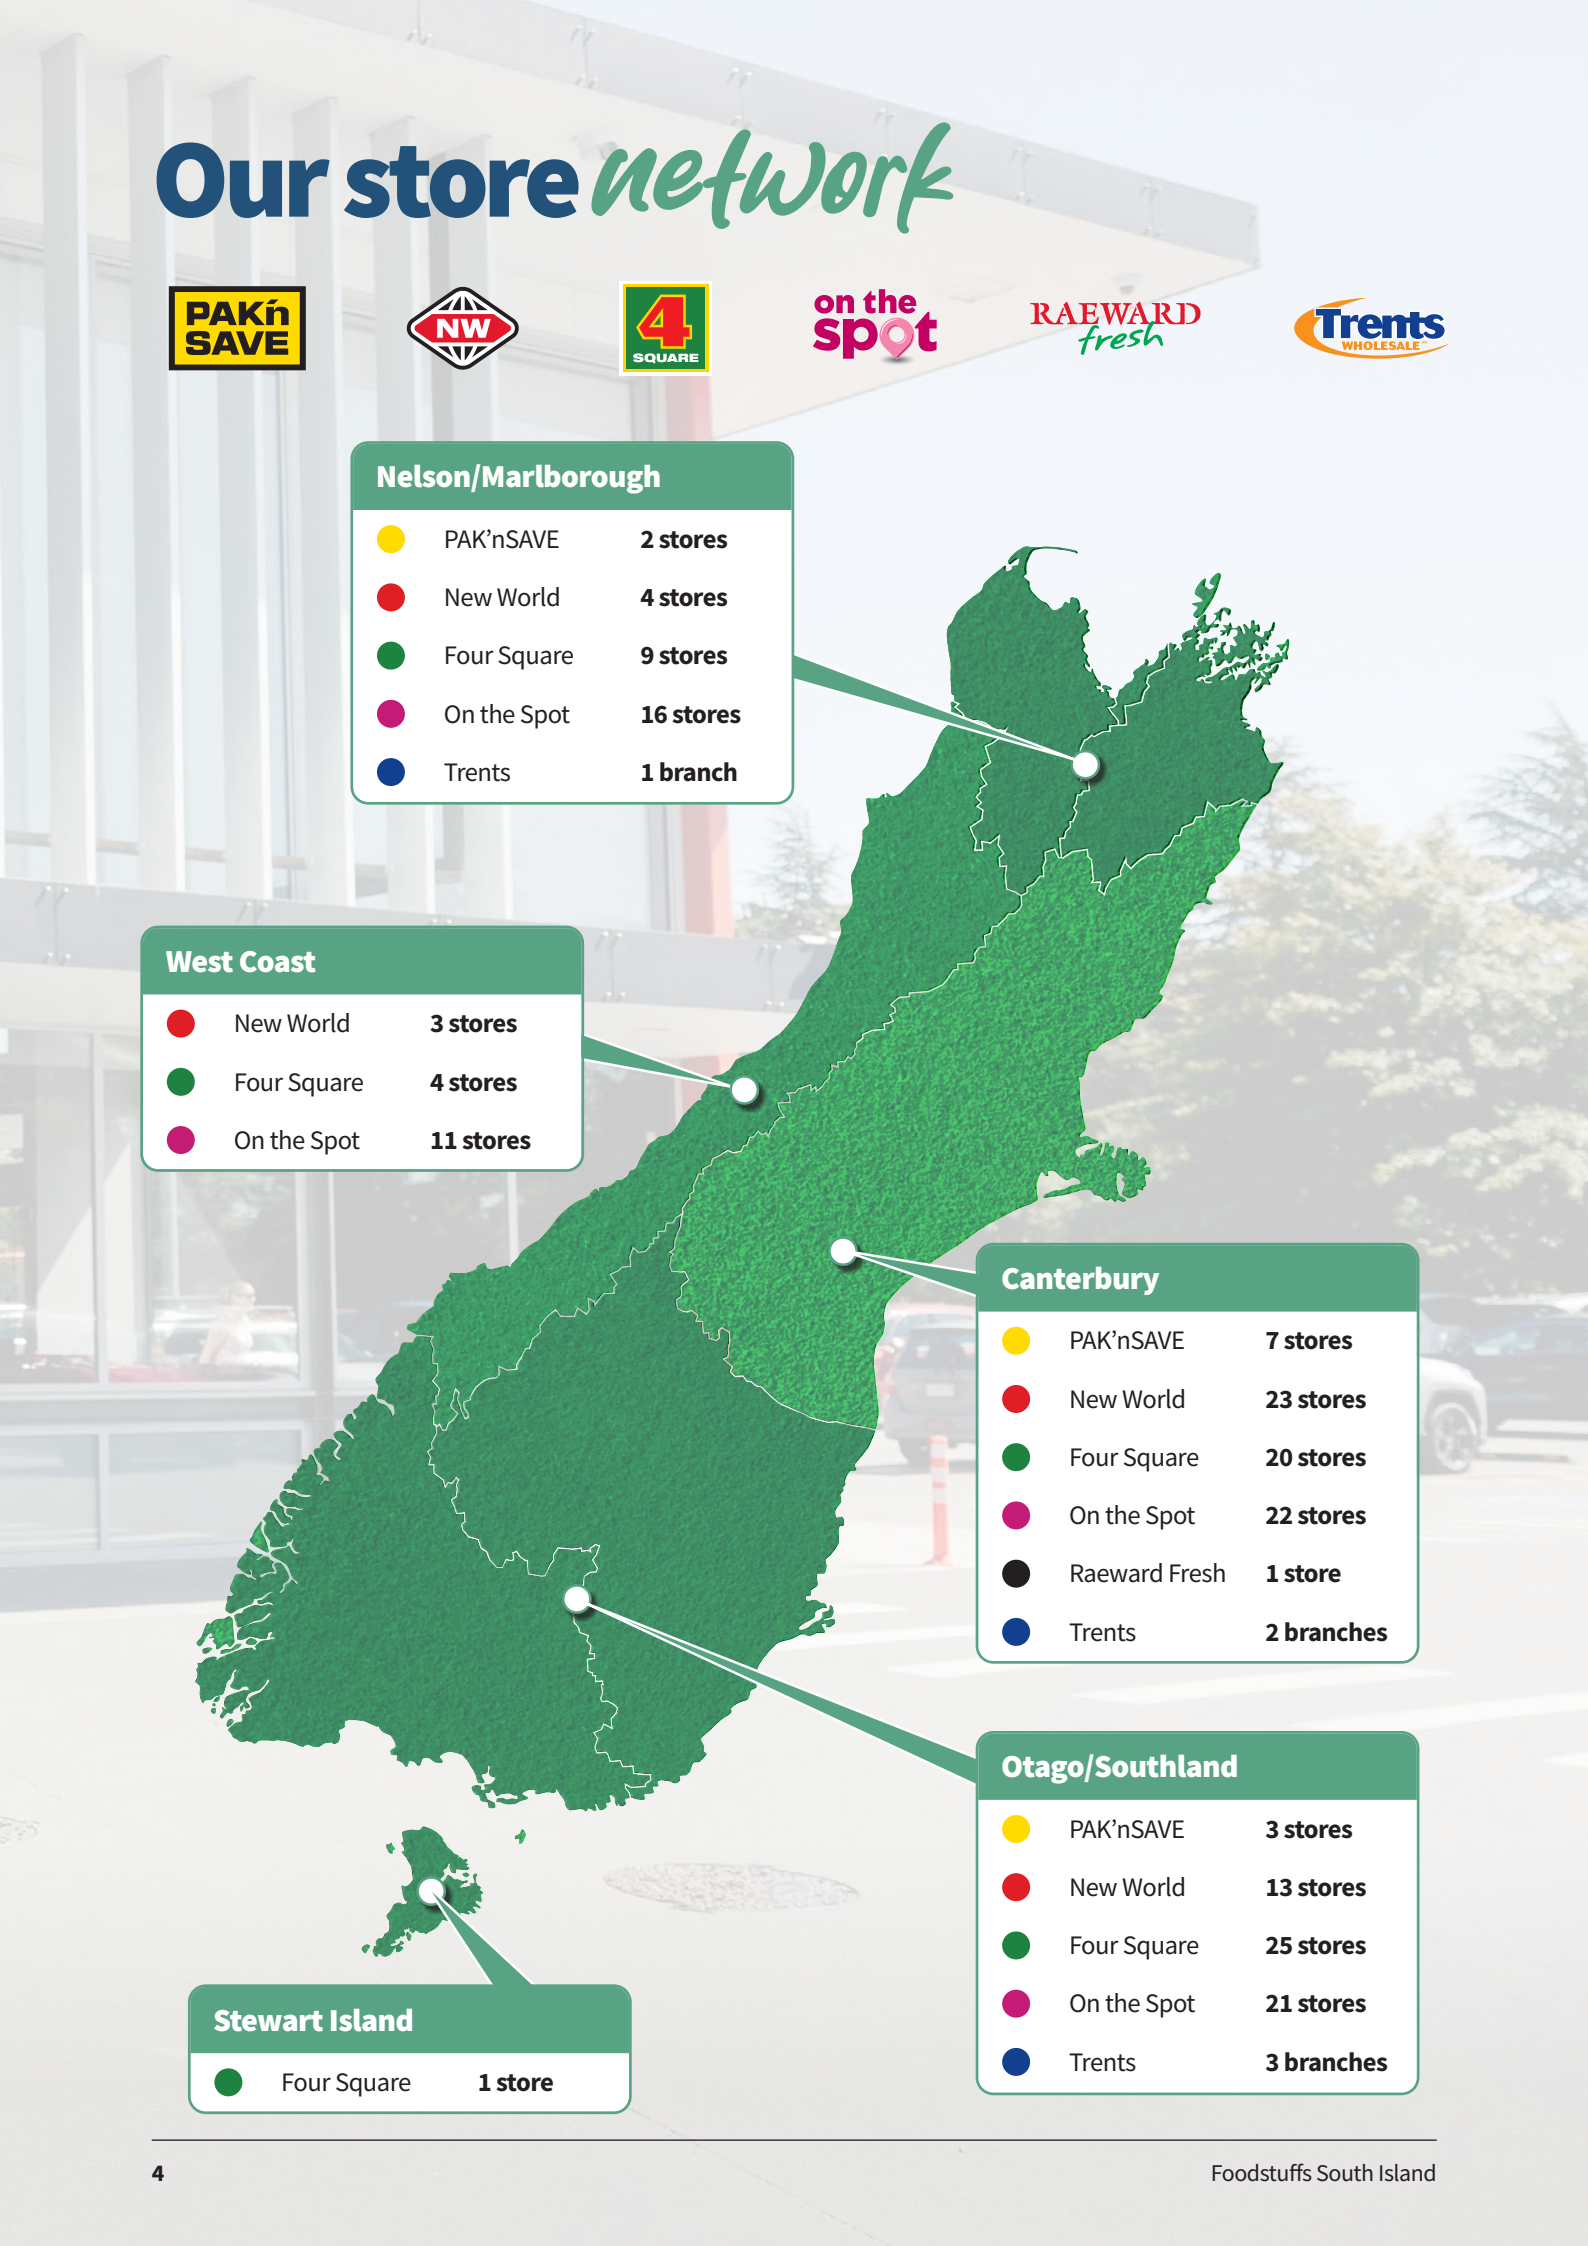 Our store network
PAK'n
SAVE
NW
4
SQUARE
on the
spot
RAEWARD
fresh
Trents
WHOLESALE™
Nelson/Marlborough
PAK’nSAVE 2 stores
New World 4 stores
Four Square 9 stores
On the Spot 16 stores
Trents 1 branch
West Coast
New World 3 stores
Four Square 4 stores
On the Spot 11 stores
Canterbury
PAK’nSAVE 7 stores
New World 23 stores
Four Square 20 stores
On the Spot 22 stores
Raeward Fresh 1 store
Trents 2 branches
Otago/Southland
PAK’nSAVE 3 stores
New World 13 stores
Four Square 25 stores
On the Spot 21 stores
Trents 3 branches
Stewart Island
Four Square 1 store
4
Foodstuffs South Island